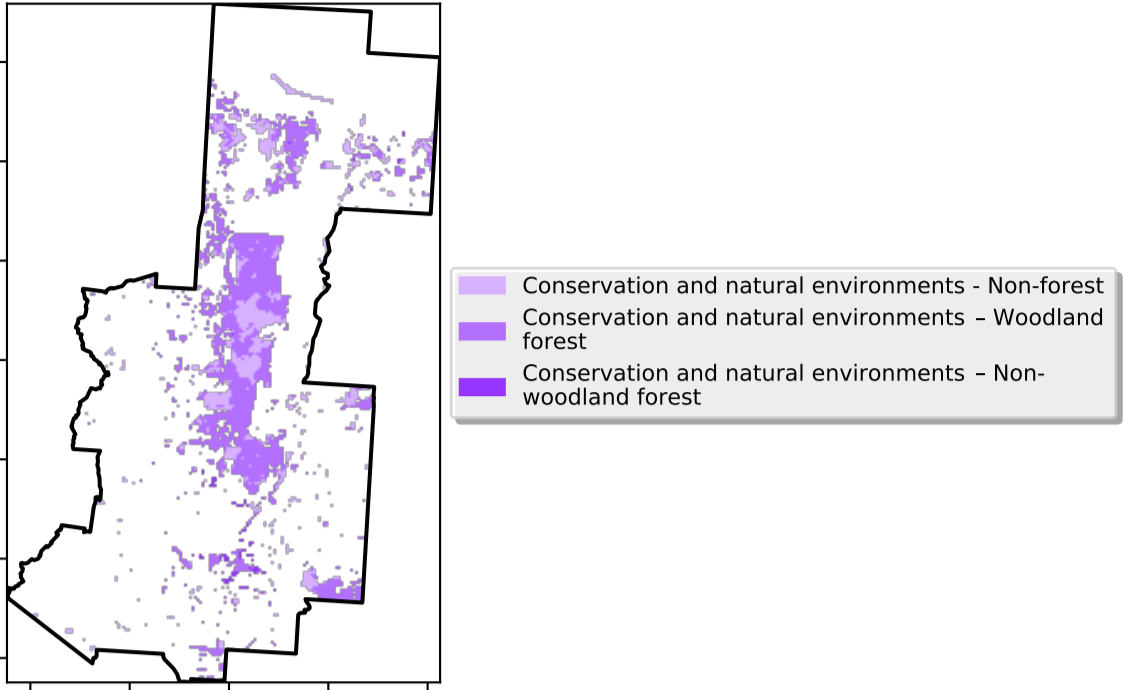 Conservation and natural environments - Non-forest
Conservation and natural environments – Woodland
forest
Conservation and natural environments – Non-
woodland forest